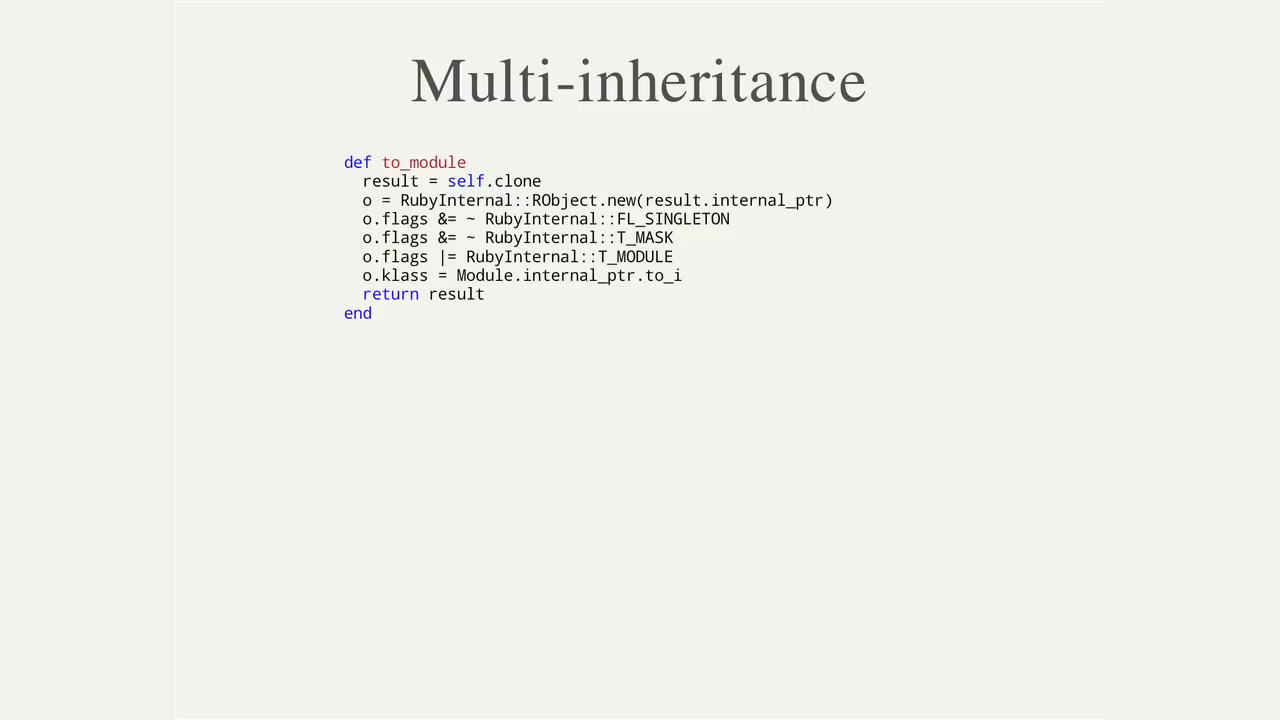 Multi-inheritance
def to_module
  result = self.clone
  o = RubyInternal::RObject.new(result.internal_ptr)
  o.flags &= ~ RubyInternal::FL_SINGLETON
  o.flags &= ~ RubyInternal::T_MASK
  o.flags |= RubyInternal::T_MODULE
  o.klass = Module.internal_ptr.to_i
  return result
end